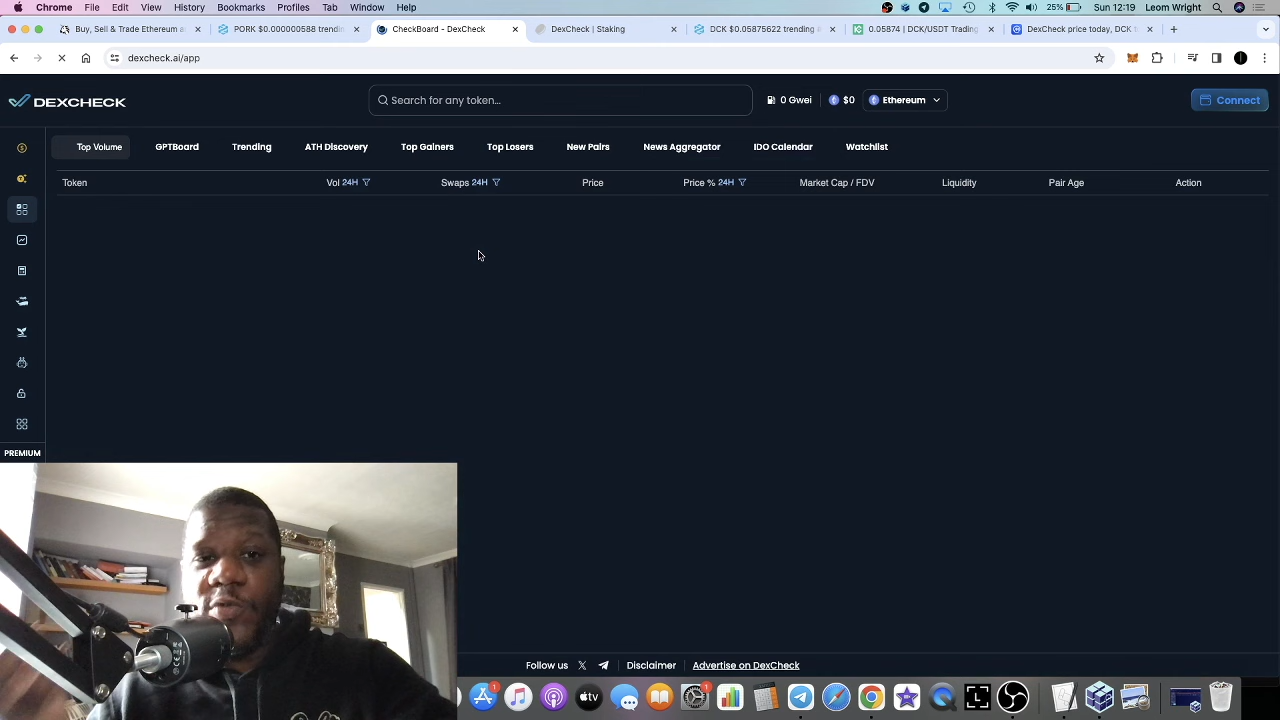 Chrome File Edit View History Bookmarks Profiles Tab Window Help 25% Sun 12:19 Leom Wright
Buy, Sell & Trade Ethereum a
PORK $0.000000588 trendin
CheckBoard - DexCheck
DexCheck | Staking
DCK $0.05875622 trending
0.05874 | DCK/USDT Trading
DexCheck price today, DCK t
dexcheck.ai/app
DEXCHECK
Search for any token...
0 Gwei
$0
Ethereum
Connect
Top Volume GPTBoard Trending ATH Discovery Top Gainers Top Losers New Pairs News Aggregator IDO Calendar Watchlist
Token Vol 24H Swaps 24H Price Price % 24H Market Cap / FDV Liquidity Pair Age Action
PREMIUM
Follow us Disclaimer Advertise on DexCheck